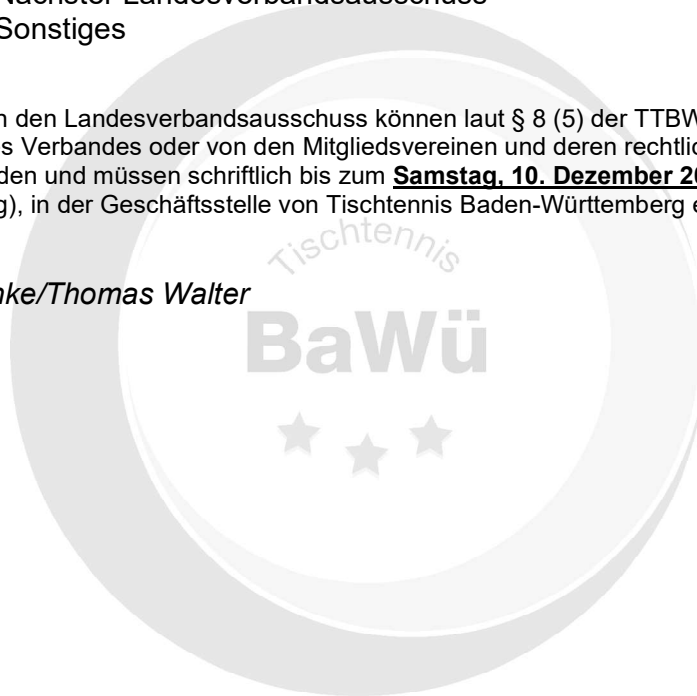 Nächster Landesverbandsausschuss
Sonstiges
n den Landesverbandsausschuss können laut § 8 (5) der TTBW
s Verbandes oder von den Mitgliedsvereinen und deren rechtlic
den und müssen schriftlich bis zum Samstag, 10. Dezember 20
g), in der Geschäftsstelle von Tischtennis Baden-Württemberg e
nke/Thomas Walter
Tischtennis
BaWü